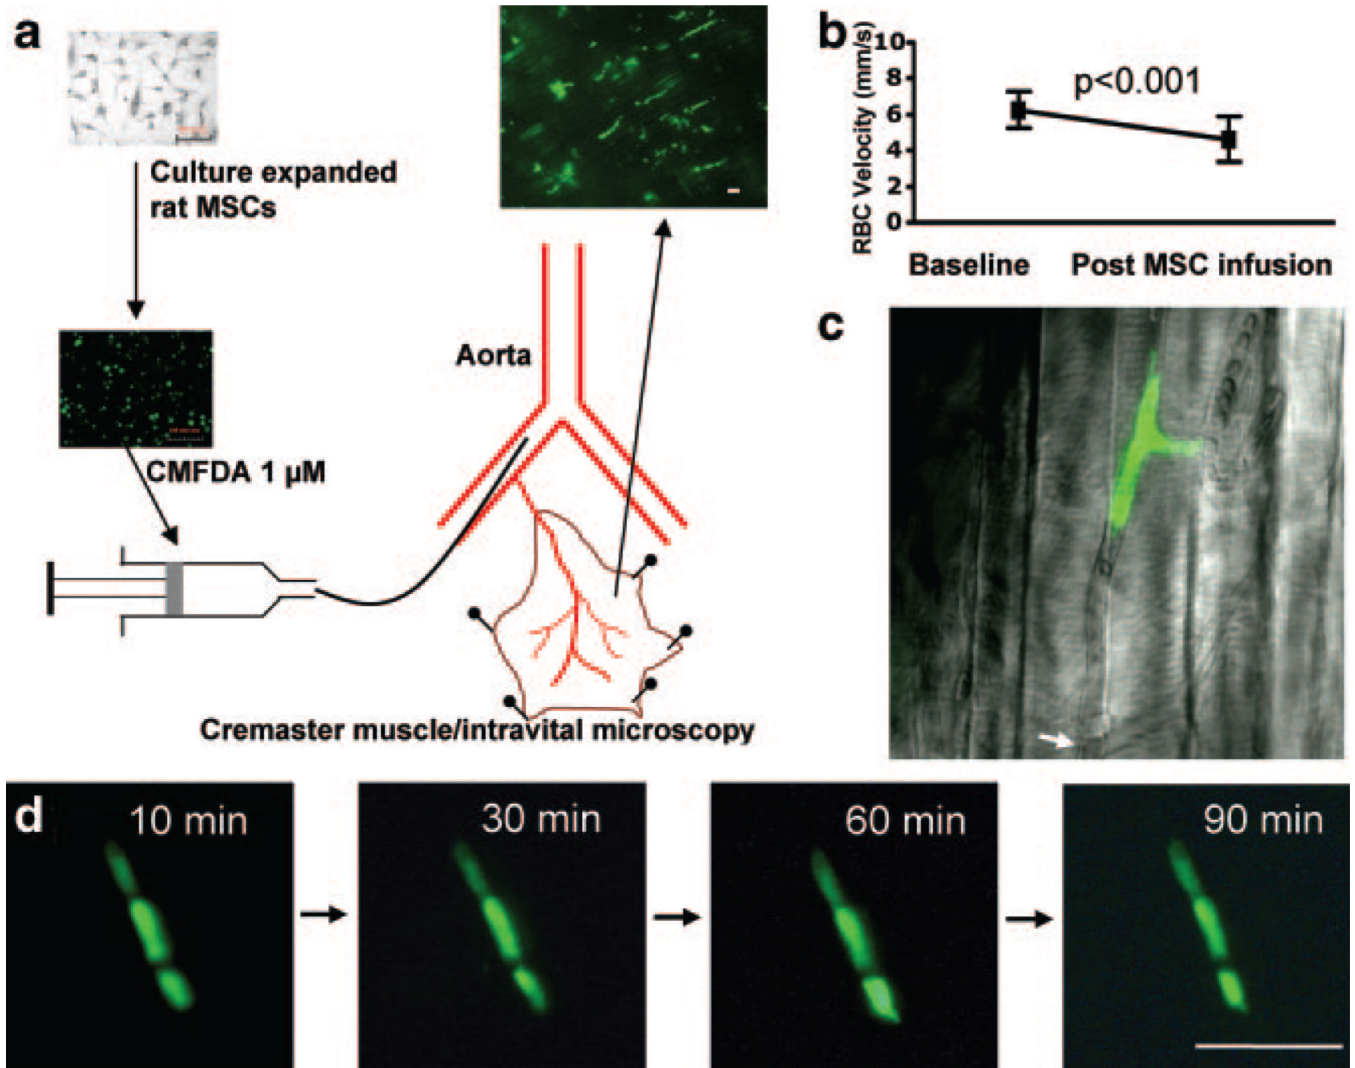 a
Culture expanded
rat MSCs
CMFDA 1 µM
Aorta
Cremaster muscle/intravital microscopy
b
RBC Velocity (mm/s)
10
8
6
4
2
0
p<0.001
Baseline
Post MSC infusion
c
d
10 min
30 min
60 min
90 min